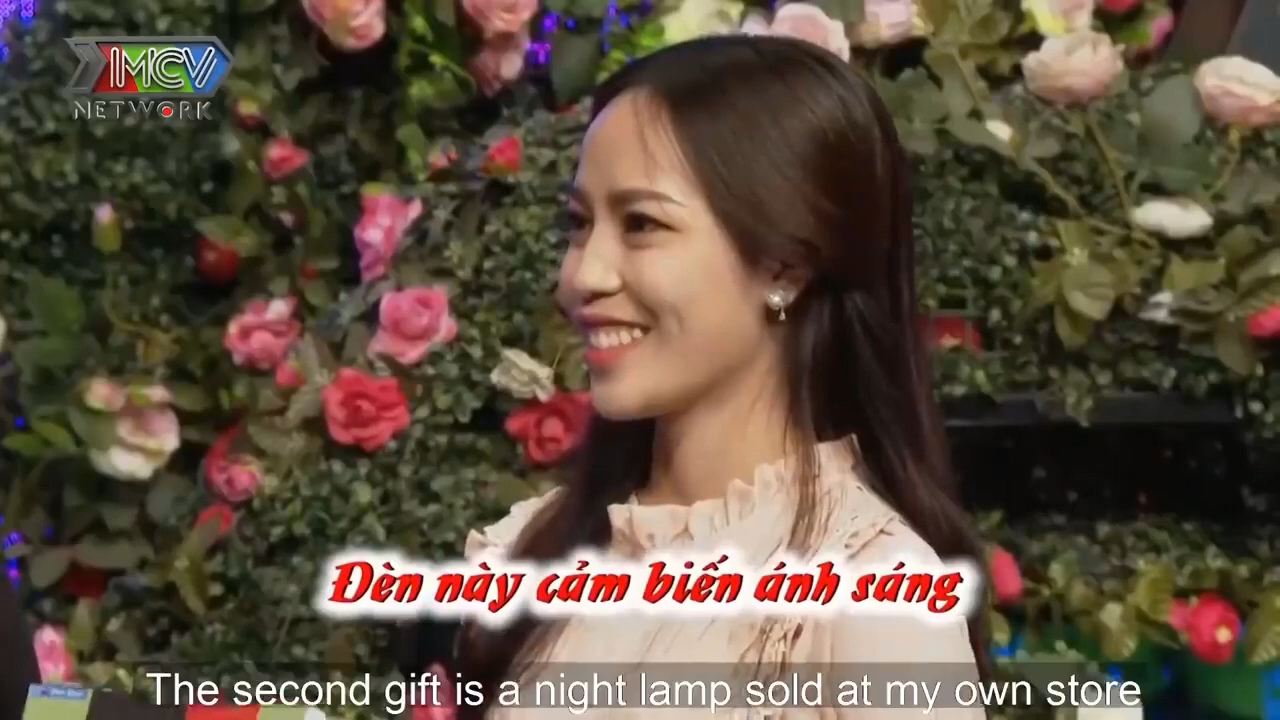 MCV
NETWORK
Đèn này cảm biến ánh sáng
The second gift is a night lamp sold at my own store